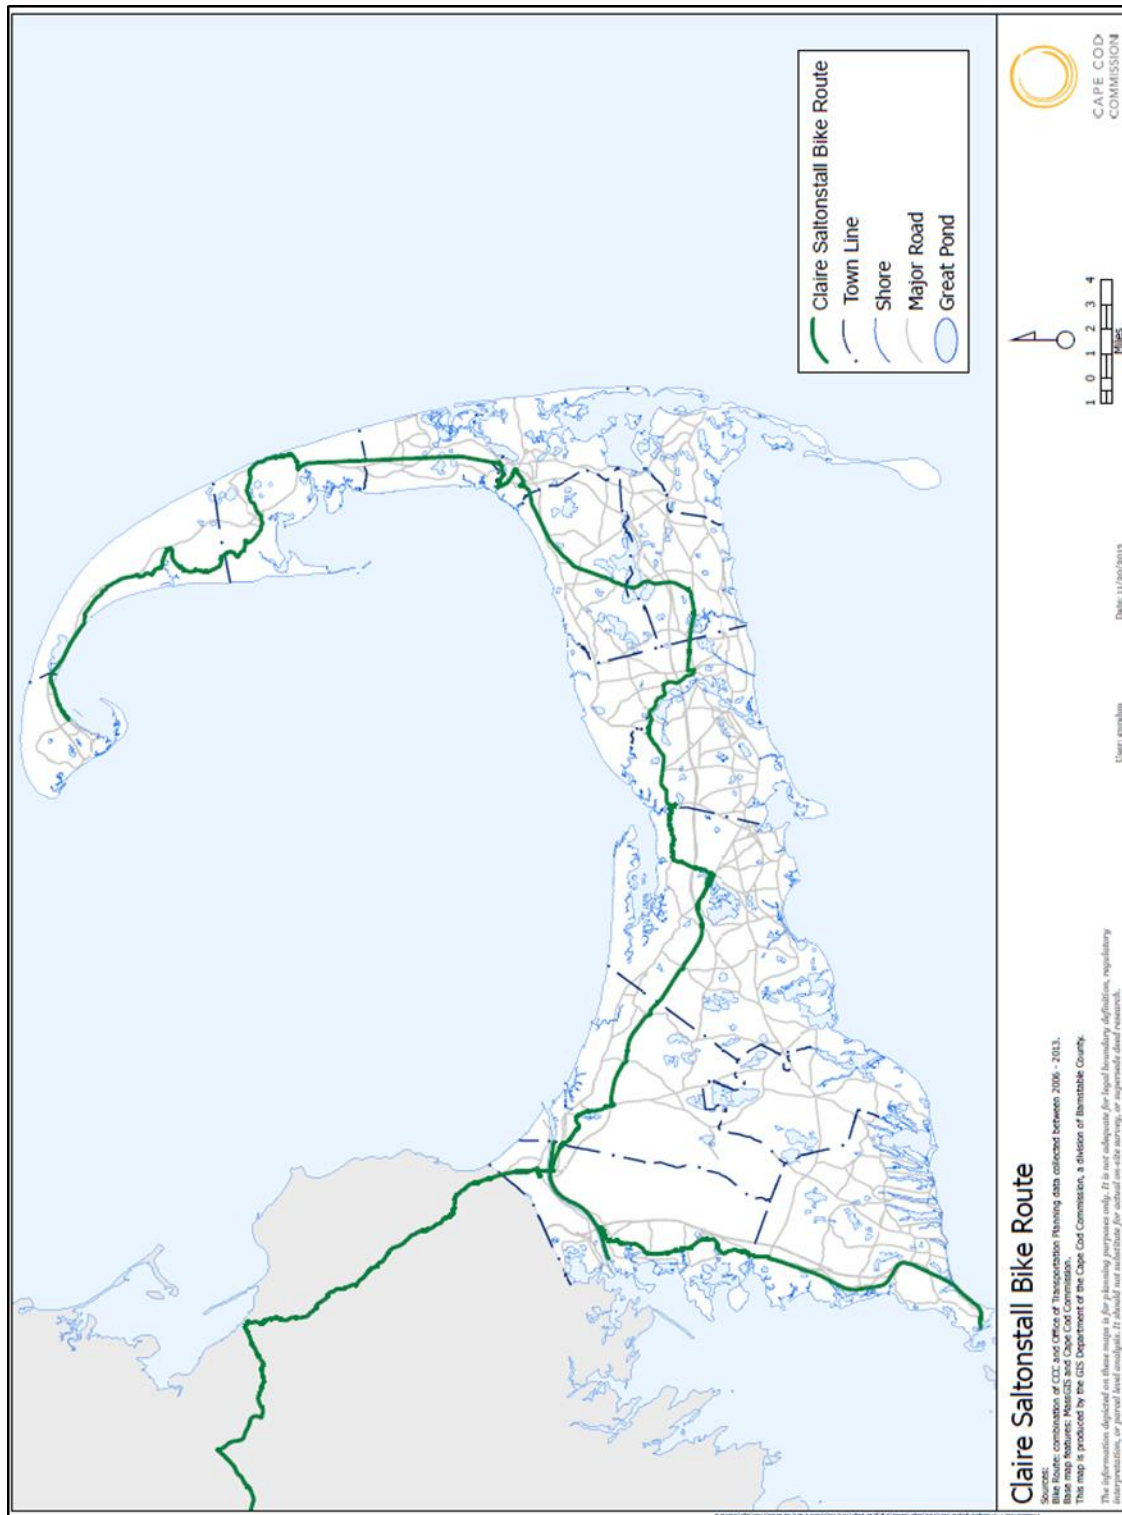 Claire Saltonstall Bike Route
Town Line
Shore
Major Road
Great Pond
Claire Saltonstall Bike Route
Sources:
Bike Route: combination of CCC and Office of Transportation Planning data collected between 2006 - 2013.
Base map features: MassGIS and Cape Cod Commission.
This map is produced by the GIS Department of the Cape Cod Commission, a division of Barnstable County.
The information depicted on these maps is for planning purposes only. It is not adequate for legal boundary definition, regulatory
interpretation, or parcel level analysis. It should not substitute for actual on-site survey, or supersede deed research.
User:
Date: 11/20/2013
1 0 1 2 3 4
Miles
CAPE COD
COMMISSION